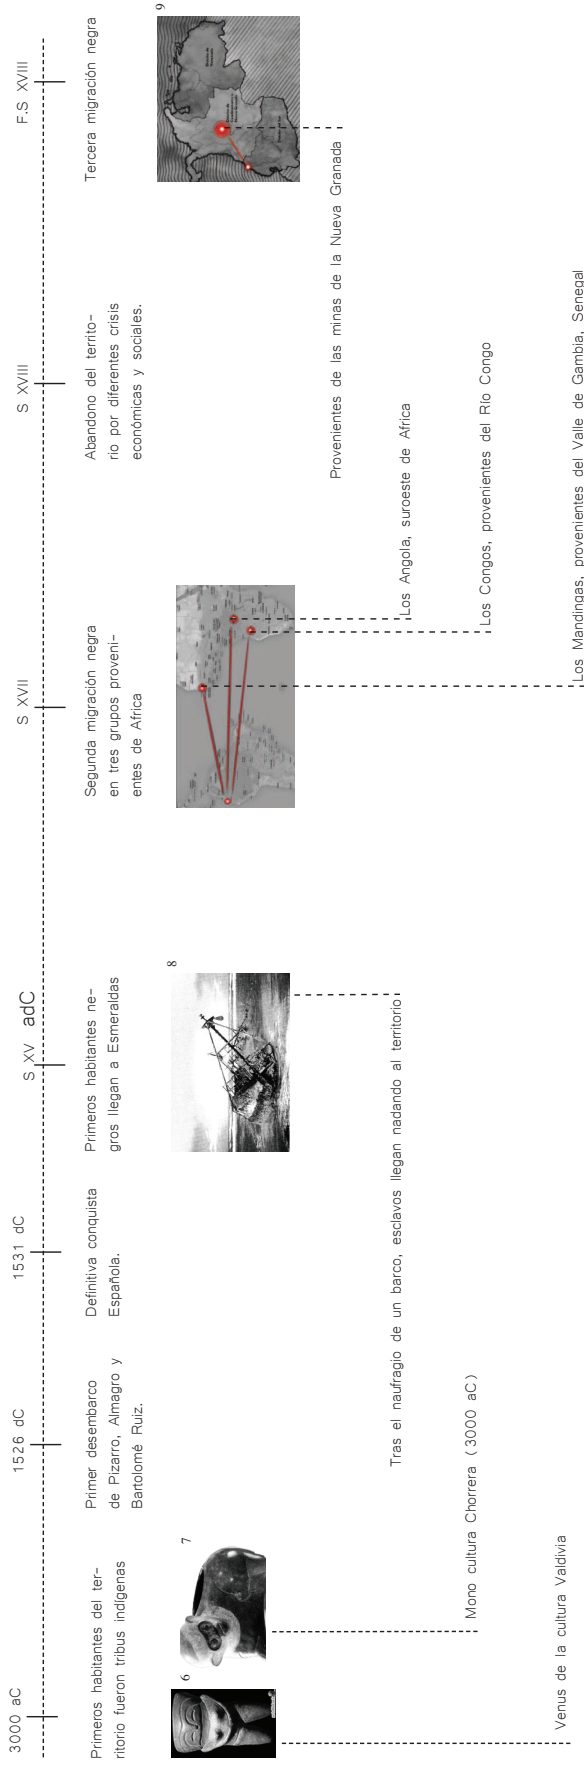 3000 aC
Primeros habitantes del ter-
ritorio fueron tribus indígenas
6
7
Venus de la cultura Valdivia
Mono cultura Chorrera (3000 aC)
1526 dC
Primer desembarco
de Pizarro, Almagro y
Bartolomé Ruiz.
1531 dC
Definitiva conquista
Española.
S XV adC
Primeros habitantes ne-
gros llegan a Esmeraldas
8
Tras el naufragio de un barco, esclavos llegan nadando al territorio
S XVII
Segunda migración negra
en tres grupos proveni-
entes de Africa
Los Angola, suroeste de Africa
Los Congos, provenientes del Río Congo
Los Mandingas, provenientes del Valle de Gambia, Senegal
S XVIII
Abandono del territo-
rio por diferentes crisis
económicas y sociales.
F.S XVIII
Tercera migración negra
9
Provenientes de las minas de la Nueva Granada